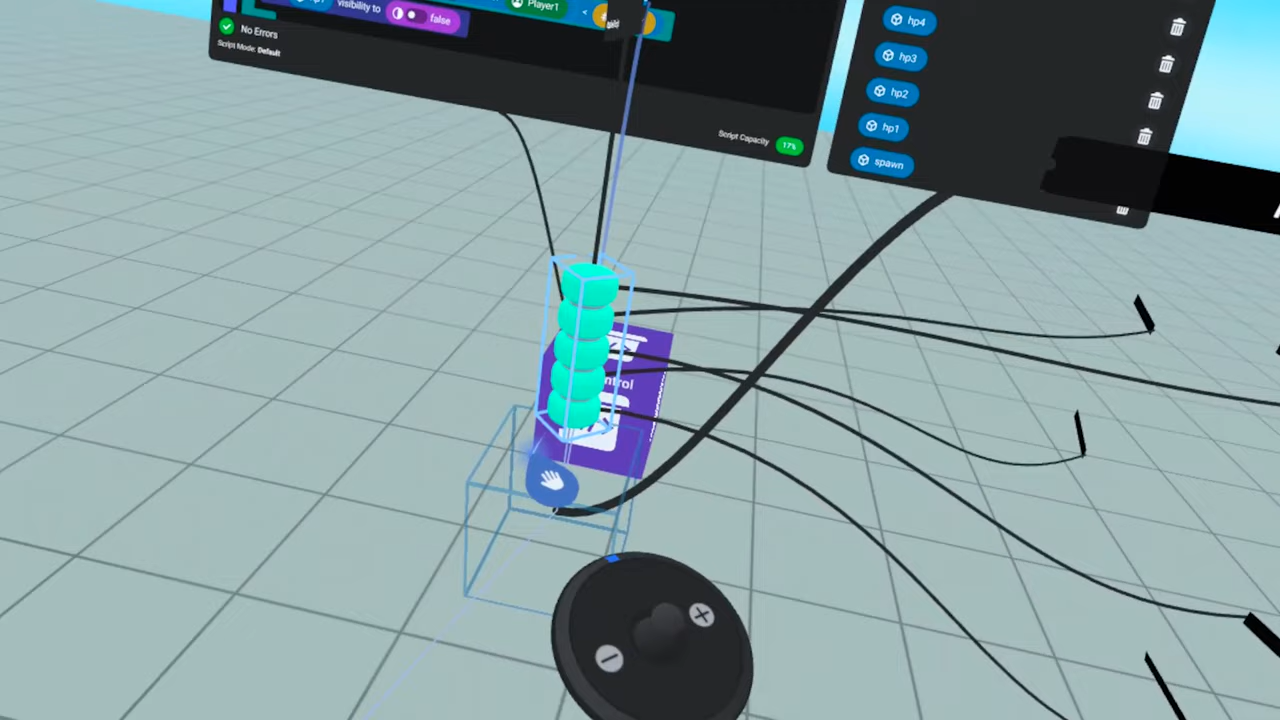 visibility to false
Player1
<
No Errors
Script Mode: Default
Script Capacity 17%
hp4
hp3
hp2
hp1
spawn